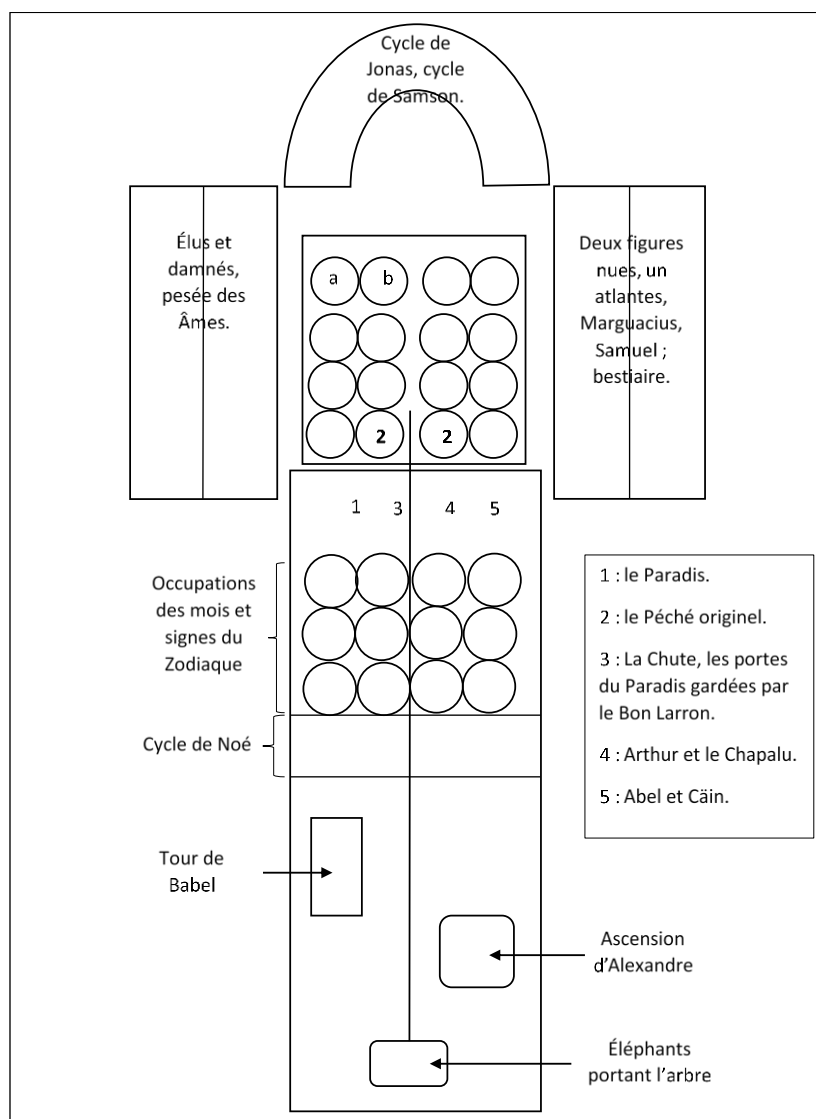 Cycle de
Jonas, cycle
de Samson.
Élus et
damnés,
pesée des
Âmes.
Deux figures
nues, un
atlantes,
Marguacius,
Samuel ;
bestiaire.
a b
2 2
1 3 4 5
Occupations
des mois et
signes du
Zodiaque
Cycle de Noé
1 : le Paradis.
2 : le Péché originel.
3 : La Chute, les portes
du Paradis gardées par
le Bon Larron.
4 : Arthur et le Chapalu.
5 : Abel et Cäin.
Tour de
Babel
Ascension
d’Alexandre
Éléphants
portant l’arbre